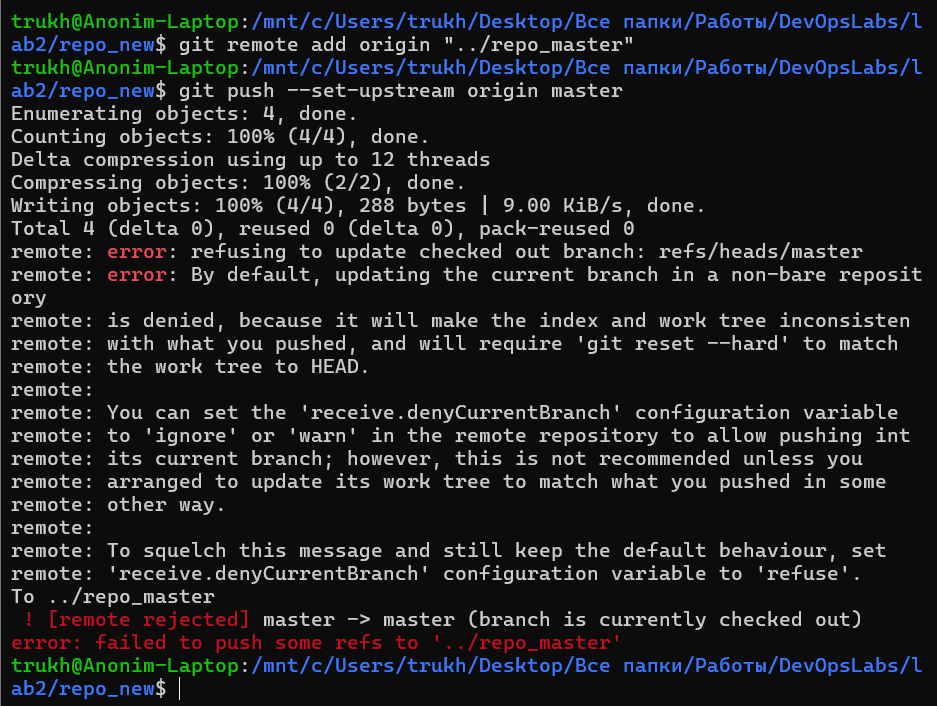 trukh@Anonim-Laptop:/mnt/c/Users/trukh/Desktop/Все папки/Работы/DevOpsLabs/l
ab2/repo_new$ git remote add origin "../repo_master"
trukh@Anonim-Laptop:/mnt/c/Users/trukh/Desktop/Все папки/Работы/DevOpsLabs/l
ab2/repo_new$ git push --set-upstream origin master
Enumerating objects: 4, done.
Counting objects: 100% (4/4), done.
Delta compression using up to 12 threads
Compressing objects: 100% (2/2), done.
Writing objects: 100% (4/4), 288 bytes | 9.00 KiB/s, done.
Total 4 (delta 0), reused 0 (delta 0), pack-reused 0
remote: error: refusing to update checked out branch: refs/heads/master
remote: error: By default, updating the current branch in a non-bare reposit
ory
remote: is denied, because it will make the index and work tree inconsisten
remote: with what you pushed, and will require 'git reset --hard' to match
remote: the work tree to HEAD.
remote:
remote: You can set the 'receive.denyCurrentBranch' configuration variable
remote: to 'ignore' or 'warn' in the remote repository to allow pushing int
remote: its current branch; however, this is not recommended unless you
remote: arranged to update its work tree to match what you pushed in some
remote: other way.
remote:
remote: To squelch this message and still keep the default behaviour, set
remote: 'receive.denyCurrentBranch' configuration variable to 'refuse'.
To ../repo_master
 ! [remote rejected] master -> master (branch is currently checked out)
error: failed to push some refs to '../repo_master'
trukh@Anonim-Laptop:/mnt/c/Users/trukh/Desktop/Все папки/Работы/DevOpsLabs/l
ab2/repo_new$